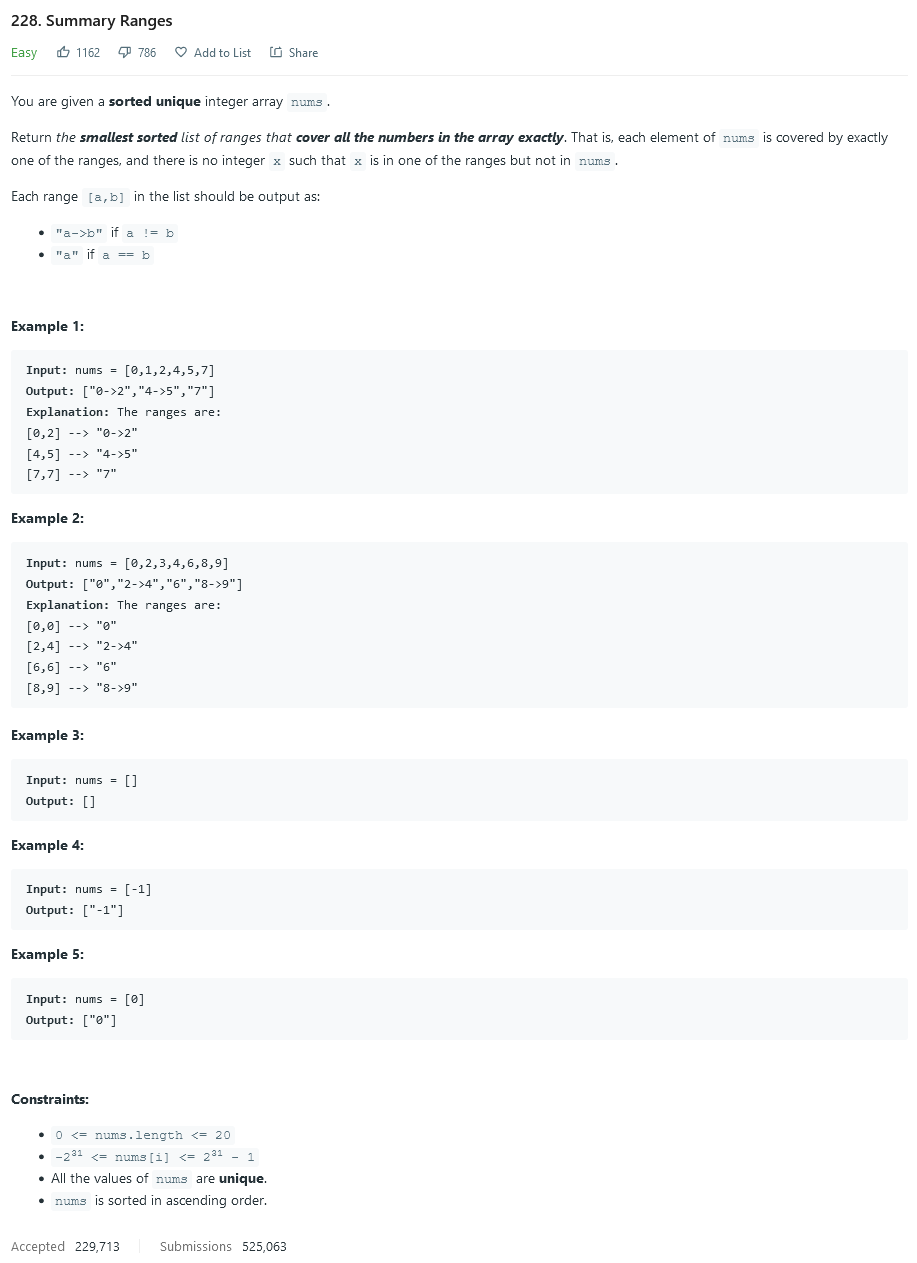 228. Summary Ranges
Easy 1162 786 Add to List Share
You are given a sorted unique integer array nums.
Return the smallest sorted list of ranges that cover all the numbers in the array exactly. That is, each element of nums is covered by exactly
one of the ranges, and there is no integer x such that x is in one of the ranges but not in nums.
Each range [a,b] in the list should be output as:
• "a->b" if a != b
• "a" if a == b
Example 1:
Input: nums = [0,1,2,4,5,7]
Output: ["0->2","4->5","7"]
Explanation: The ranges are:
[0,2] --> "0->2"
[4,5] --> "4->5"
[7,7] --> "7"
Example 2:
Input: nums = [0,2,3,4,6,8,9]
Output: ["0","2->4","6","8->9"]
Explanation: The ranges are:
[0,0] --> "0"
[2,4] --> "2->4"
[6,6] --> "6"
[8,9] --> "8->9"
Example 3:
Input: nums = []
Output: []
Example 4:
Input: nums = [-1]
Output: ["-1"]
Example 5:
Input: nums = [0]
Output: ["0"]
Constraints:
• 0 <= nums.length <= 20
• -2³¹ <= nums[i] <= 2³¹ - 1
• All the values of nums are unique.
• nums is sorted in ascending order.
Accepted 229,713 Submissions 525,063